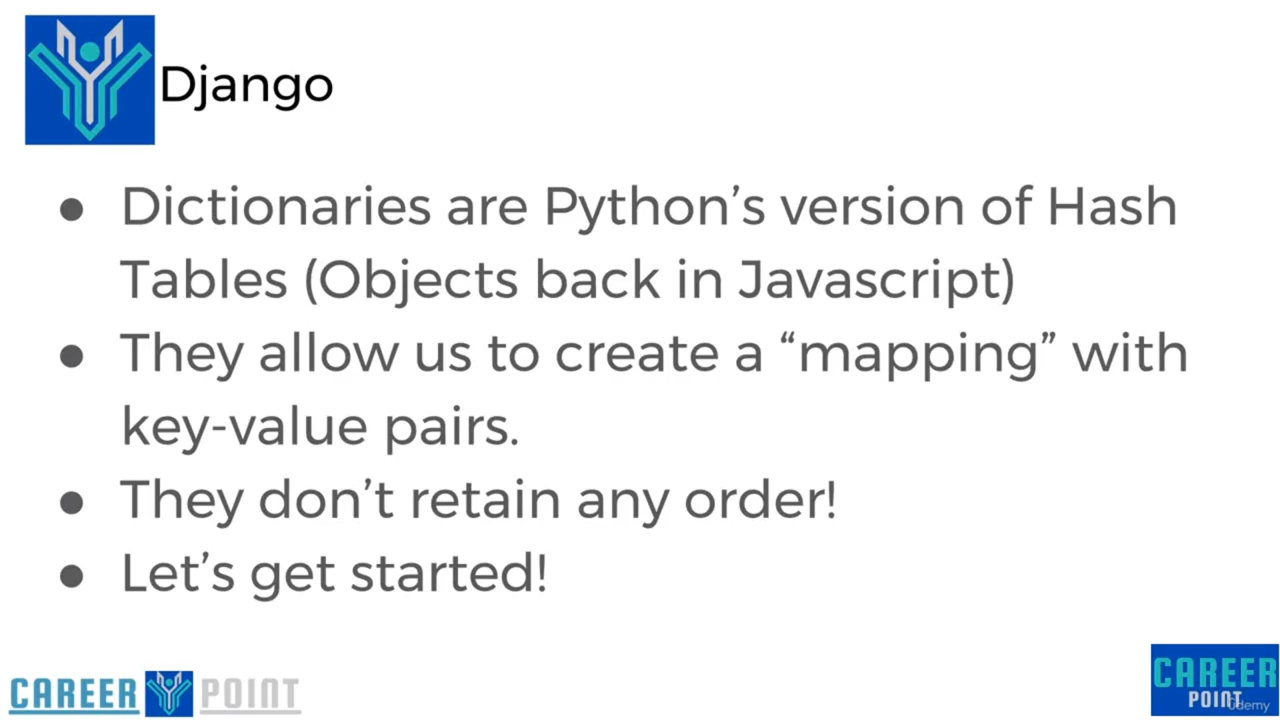 Django
● Dictionaries are Python’s version of Hash
Tables (Objects back in Javascript)
● They allow us to create a “mapping” with
key-value pairs.
● They don’t retain any order!
● Let’s get started!
CAREER POINT
CAREER
POINT
ûdemy